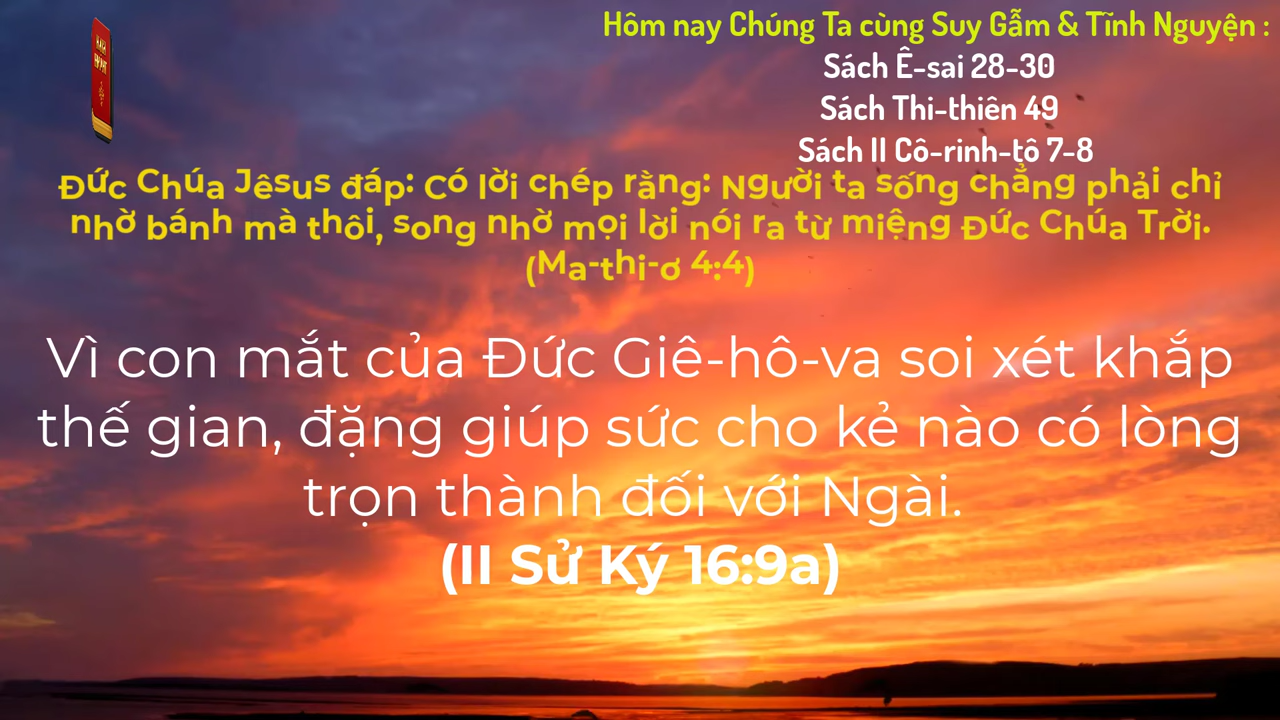 Hôm nay Chúng Ta cùng Suy Gẫm & Tĩnh Nguyện :
Sách Ê-sai 28-30
Sách Thi-thiên 49
Sách II Cô-rinh-tô 7-8
Đức Chúa Jêsus đáp: Có lời chép rằng: Người ta sống chẳng phải chỉ
nhờ bánh mà thôi, song nhờ mọi lời nói ra từ miệng Đức Chúa Trời.
(Ma-thi-ơ 4:4)
Vì con mắt của Đức Giê-hô-va soi xét khắp
thế gian, đặng giúp sức cho kẻ nào có lòng
trọn thành đối với Ngài.
(II Sử Ký 16:9a)